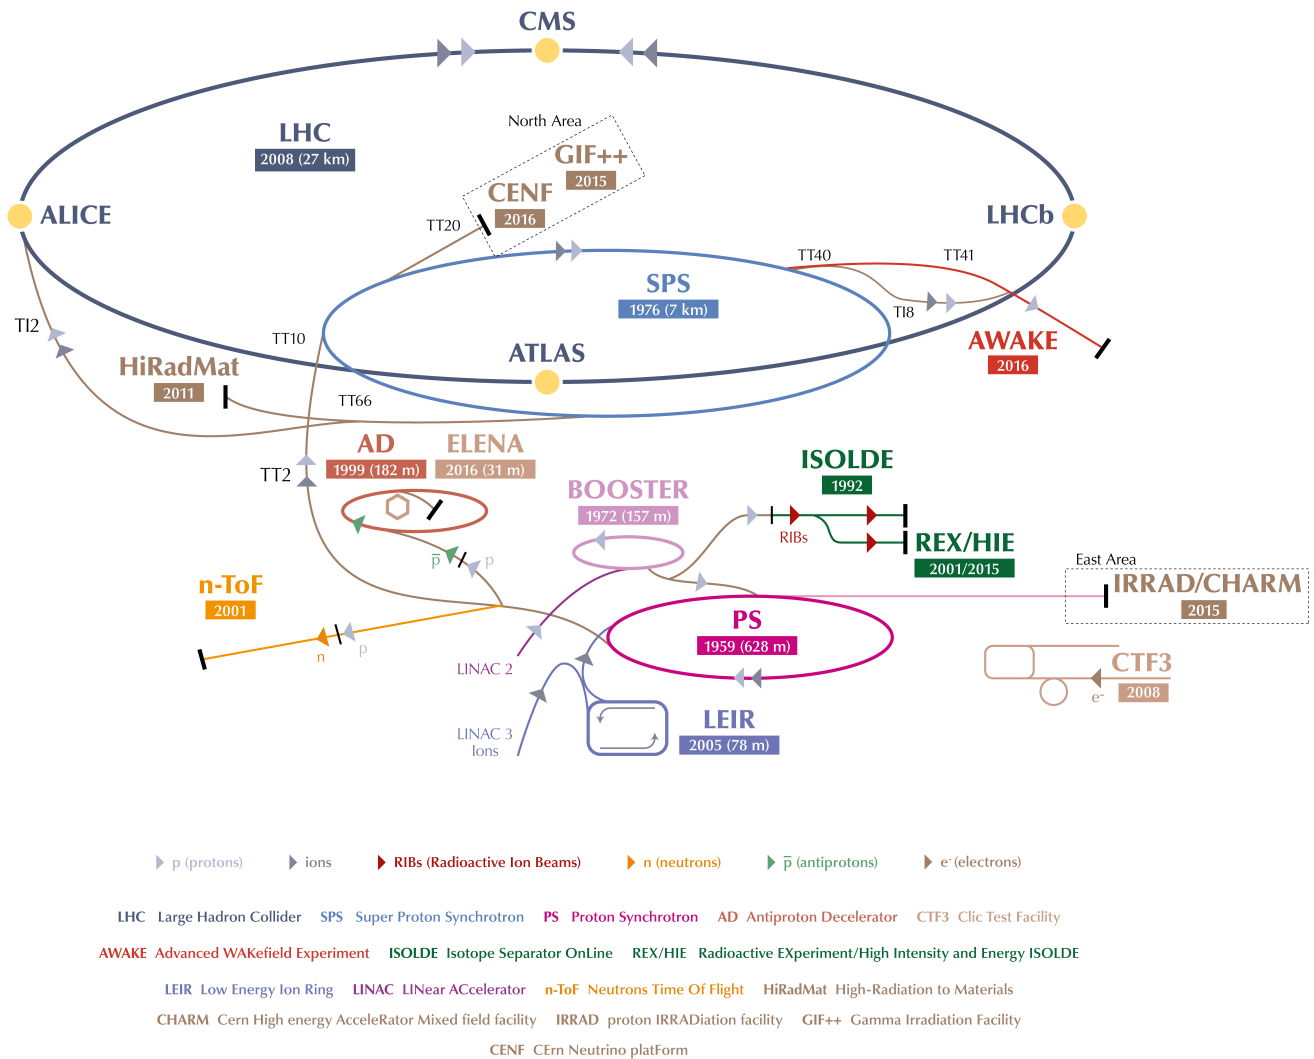 CMS
LHC
2008 (27 km)
North Area
GIF++
2015
CENF
2016
ALICE
LHCb
TT20
TT40
TT41
SPS
1976 (7 km)
TI8
TI2
TT10
ATLAS
AWAKE
2016
HiRadMat
2011
TT66
AD
1999 (182 m)
ELENA
2016 (31 m)
TT2
BOOSTER
1972 (157 m)
ISOLDE
1992
RIBs
REX/HIE
2001/2015
p̅
p
East Area
IRRAD/CHARM
2015
n-ToF
2001
n
p
PS
1959 (628 m)
LINAC 2
CTF3
2008
e-
LINAC 3
Ions
LEIR
2005 (78 m)
p (protons) ions RIBs (Radioactive Ion Beams) n (neutrons) p̅ (antiprotons) e- (electrons)
LHC Large Hadron Collider SPS Super Proton Synchrotron PS Proton Synchrotron AD Antiproton Decelerator CTF3 Clic Test Facility
AWAKE Advanced WAKefield Experiment ISOLDE Isotope Separator OnLine REX/HIE Radioactive EXperiment/High Intensity and Energy ISOLDE
LEIR Low Energy Ion Ring LINAC LINear ACcelerator n-ToF Neutrons Time Of Flight HiRadMat High-Radiation to Materials
CHARM Cern High energy AcceleRator Mixed field facility IRRAD proton IRRADiation facility GIF++ Gamma Irradiation Facility
CENF CErn Neutrino platForm